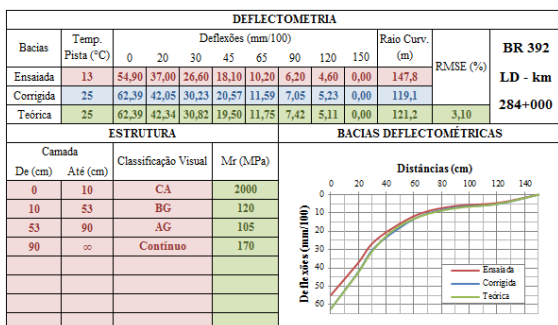 DEFLECTOMETRIA
Bacias Temp. Pista (°C) Deflexões (mm/100) Raio Curv. (m) RMSE (%) BR 392 LD - km 284+000
0 20 30 45 65 90 120 150
Ensaiada 13 54,90 37,00 26,60 18,10 10,20 6,20 4,60 0,00 147,8
Corrigida 25 62,39 42,05 30,23 20,57 11,59 7,05 5,23 0,00 119,1
Teórica 25 62,39 42,34 30,82 19,50 11,75 7,42 5,11 0,00 121,2 3,10
ESTRUTURA
Camada Classificação Visual Mr (MPa)
De (cm) Até (cm)
0 10 CA 2000
10 53 BG 120
53 90 AG 105
90 ∞ Contínuo 170
BACIAS DEFLECTOMÉTRICAS
Distâncias (cm)
0 20 40 60 80 100 120 140
Deflexões (mm/100)
0
10
20
30
40
50
60
Ensaiada
Corrigida
Teórica